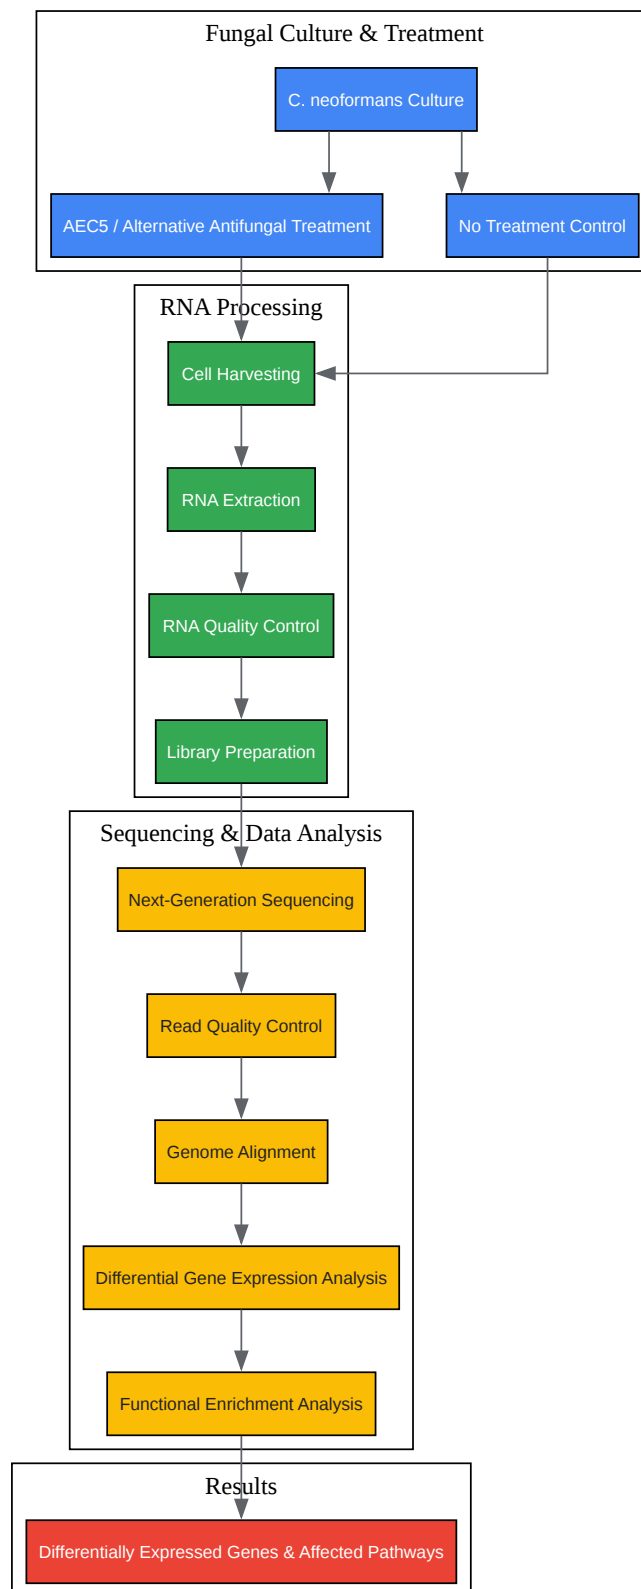 Fungal Culture & Treatment
C. neoformans Culture
AEC5 / Alternative Antifungal Treatment
No Treatment Control
RNA Processing
Cell Harvesting
RNA Extraction
RNA Quality Control
Library Preparation
Sequencing & Data Analysis
Next-Generation Sequencing
Read Quality Control
Genome Alignment
Differential Gene Expression Analysis
Functional Enrichment Analysis
Results
Differentially Expressed Genes & Affected Pathways